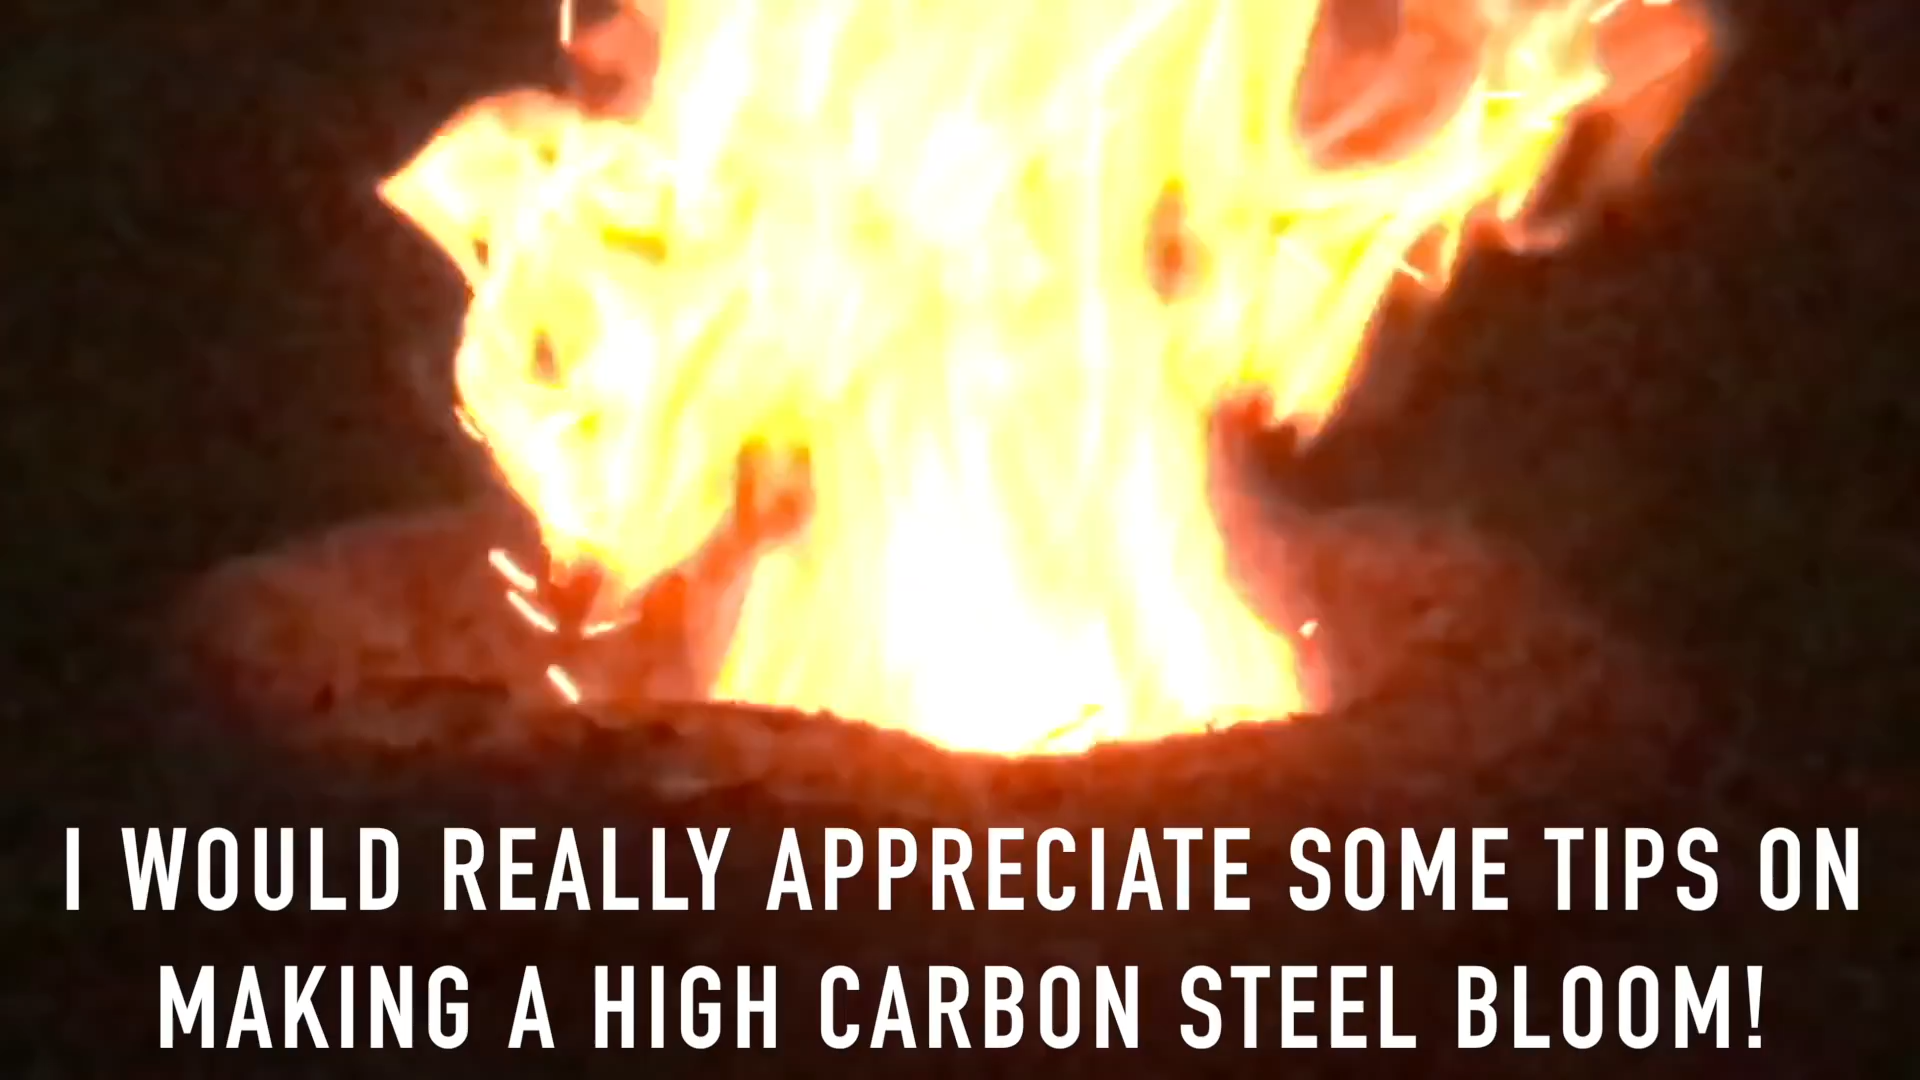 I WOULD REALLY APPRECIATE SOME TIPS ON
MAKING A HIGH CARBON STEEL BLOOM!